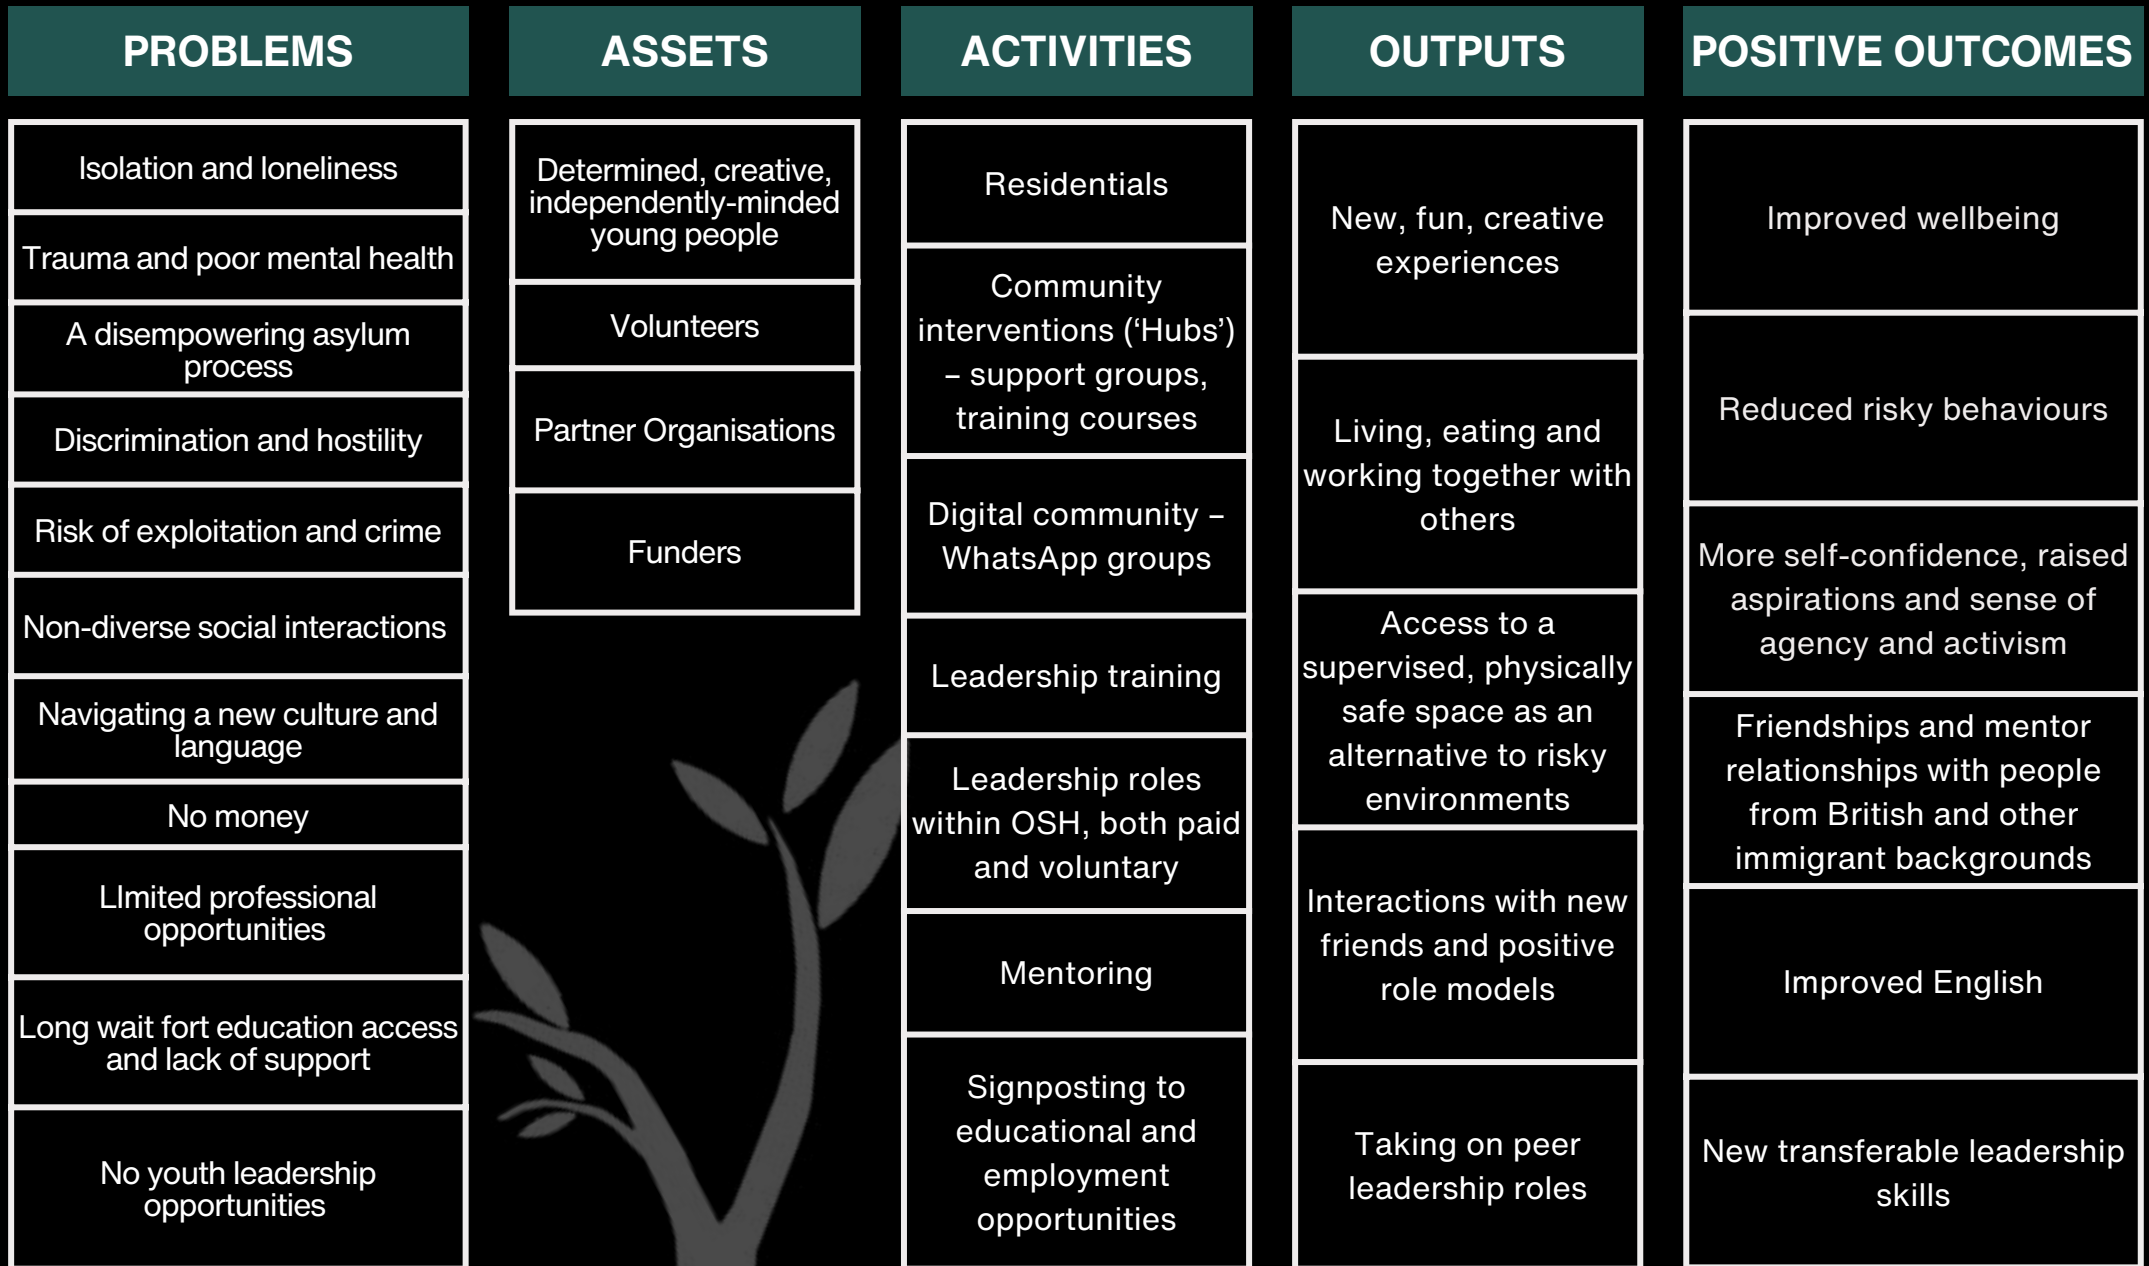 PROBLEMS
Isolation and loneliness
Trauma and poor mental health
A disempowering asylum
process
Discrimination and hostility
Risk of exploitation and crime
Non-diverse social interactions
Navigating a new culture and
language
No money
LImited professional
opportunities
Long wait fort education access
and lack of support
No youth leadership
opportunities
ASSETS
Determined, creative,
independently-minded
young people
Volunteers
Partner Organisations
Funders
ACTIVITIES
Residentials
Community
interventions (‘Hubs’)
– support groups,
training courses
Digital community –
WhatsApp groups
Leadership training
Leadership roles
within OSH, both paid
and voluntary
Mentoring
Signposting to
educational and
employment
opportunities
OUTPUTS
New, fun, creative
experiences
Living, eating and
working together with
others
Access to a
supervised, physically
safe space as an
alternative to risky
environments
Interactions with new
friends and positive
role models
Taking on peer
leadership roles
POSITIVE OUTCOMES
Improved wellbeing
Reduced risky behaviours
More self-confidence, raised
aspirations and sense of
agency and activism
Friendships and mentor
relationships with people
from British and other
immigrant backgrounds
Improved English
New transferable leadership
skills